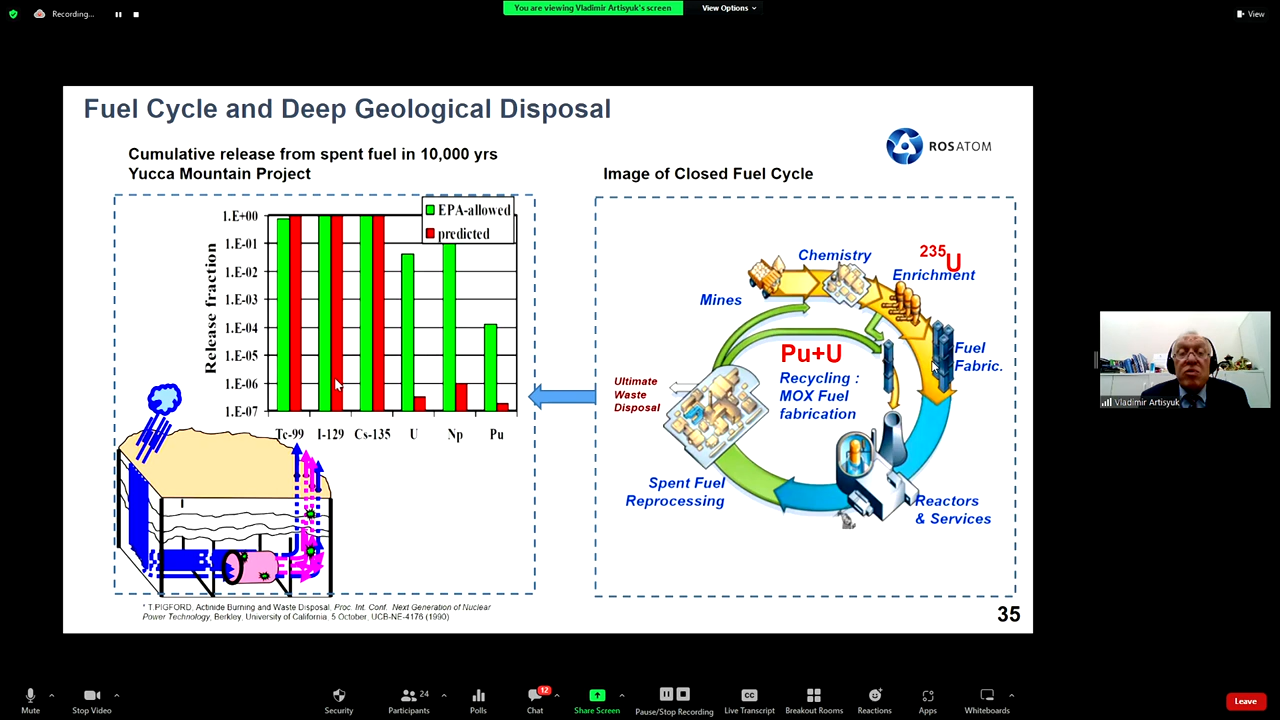 Recording...
You are viewing Vladimir Artisyuk's screen
View Options
View
Fuel Cycle and Deep Geological Disposal
ROSATOM
Cumulative release from spent fuel in 10,000 yrs
Yucca Mountain Project
Image of Closed Fuel Cycle
EPA-allowed
predicted
Release fraction
1.E+00
1.E-01
1.E-02
1.E-03
1.E-04
1.E-05
1.E-06
1.E-07
Tc-99 I-129 Cs-135 U Np Pu
Mines
Chemistry
235U
Enrichment
Fuel
Fabric.
Pu+U
Recycling :
MOX Fuel
fabrication
Ultimate
Waste
Disposal
Spent Fuel
Reprocessing
Reactors
& Services
* T.PIGFORD, Actinide Burning and Waste Disposal, Proc. Int. Conf. Next Generation of Nuclear
Power Technology, Berkley, University of California, 5 October, UCB-NE-4176 (1990)
35
Vladimir Artisyuk
Mute
Stop Video
Security
24
Participants
Polls
12
Chat
Share Screen
Pause/Stop Recording
CC
Live Transcript
Breakout Rooms
Reactions
Apps
Whiteboards
Leave